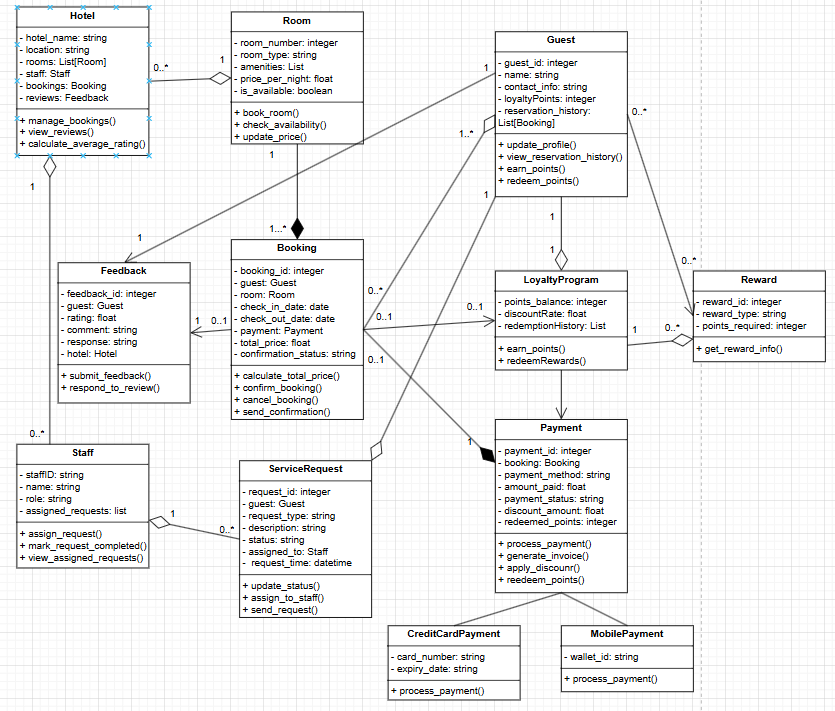 Hotel
- hotel_name: string
- location: string
- rooms: List[Room]
- staff: Staff
- bookings: Booking
- reviews: Feedback
+ manage_bookings()
+ view_reviews()
+ calculate_average_rating()
0..*
1
Room
- room_number: integer
- room_type: string
- amenities: List
- price_per_night: float
- is_available: boolean
+ book_room()
+ check_availability()
+ update_price()
Guest
- guest_id: integer
- name: string
- contact_info: string
- loyaltyPoints: integer
- reservation_history:
List[Booking]
+ update_profile()
+ view_reservation_history()
+ earn_points()
+ redeem_points()
1
0..*
1..*
1
1
1
1
1...*
1
1
0..*
Feedback
- feedback_id: integer
- guest: Guest
- rating: float
- comment: string
- response: string
- hotel: Hotel
+ submit_feedback()
+ respond_to_review()
1
0..1
Booking
- booking_id: integer
- guest: Guest
- room: Room
- check_in_date: date
- check_out_date: date
- payment: Payment
- total_price: float
- confirmation_status: string
+ calculate_total_price()
+ confirm_booking()
+ cancel_booking()
+ send_confirmation()
0..*
0..1
0..1
0..1
LoyaltyProgram
- points_balance: integer
- discountRate: float
- redemptionHistory: List
+ earn_points()
+ redeemRewards()
1
0..*
Reward
- reward_id: integer
- reward_type: string
- points_required: integer
+ get_reward_info()
0..*
Staff
- staffID: string
- name: string
- role: string
- assigned_requests: list
+ assign_request()
+ mark_request_completed()
+ view_assigned_requests()
1
0..*
ServiceRequest
- request_id: integer
- guest: Guest
- request_type: string
- description: string
- status: string
- assigned_to: Staff
- request_time: datetime
+ update_status()
+ assign_to_staff()
+ send_request()
1
Payment
- payment_id: integer
- booking: Booking
- payment_method: string
- amount_paid: float
- payment_status: string
- discount_amount: float
- redeemed_points: integer
+ process_payment()
+ generate_invoice()
+ apply_discounr()
+ reedeem_points()
CreditCardPayment
- card_number: string
- expiry_date: string
+ process_payment()
MobilePayment
- wallet_id: string
+ process_payment()